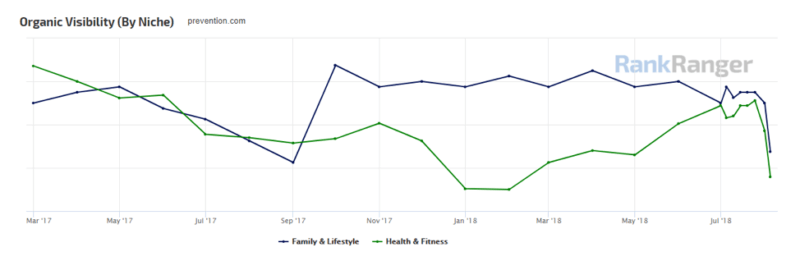 Organic Visibility (By Niche) prevention.com
RankRanger
Mar '17 May '17 Jul '17 Sep '17 Nov '17 Jan '18 Mar '18 May '18 Jul '18
Family & Lifestyle Health & Fitness